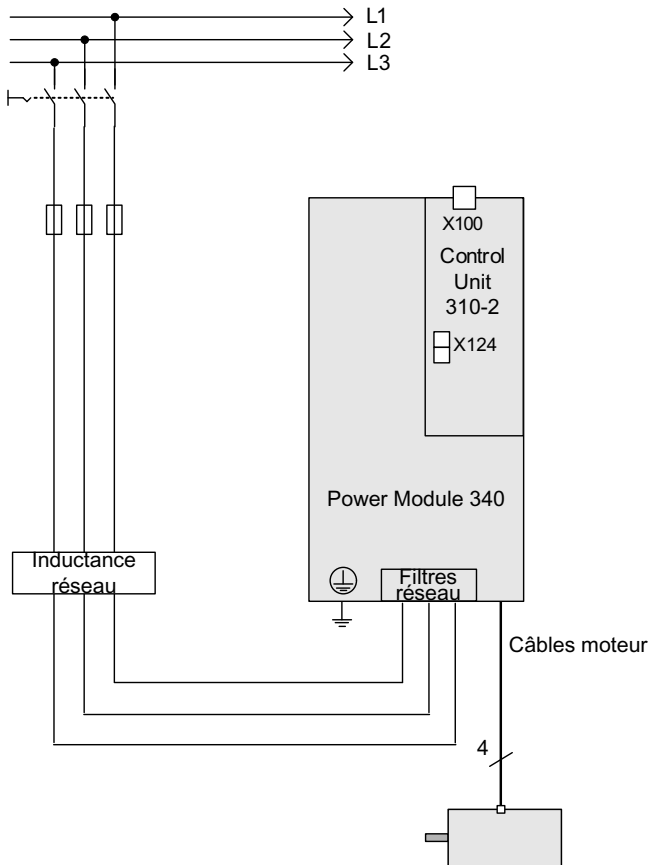 L1
L2
L3
X100
Control
Unit
310-2
X124
Power Module 340
Inductance
réseau
Filtres
réseau
Câbles moteur
4